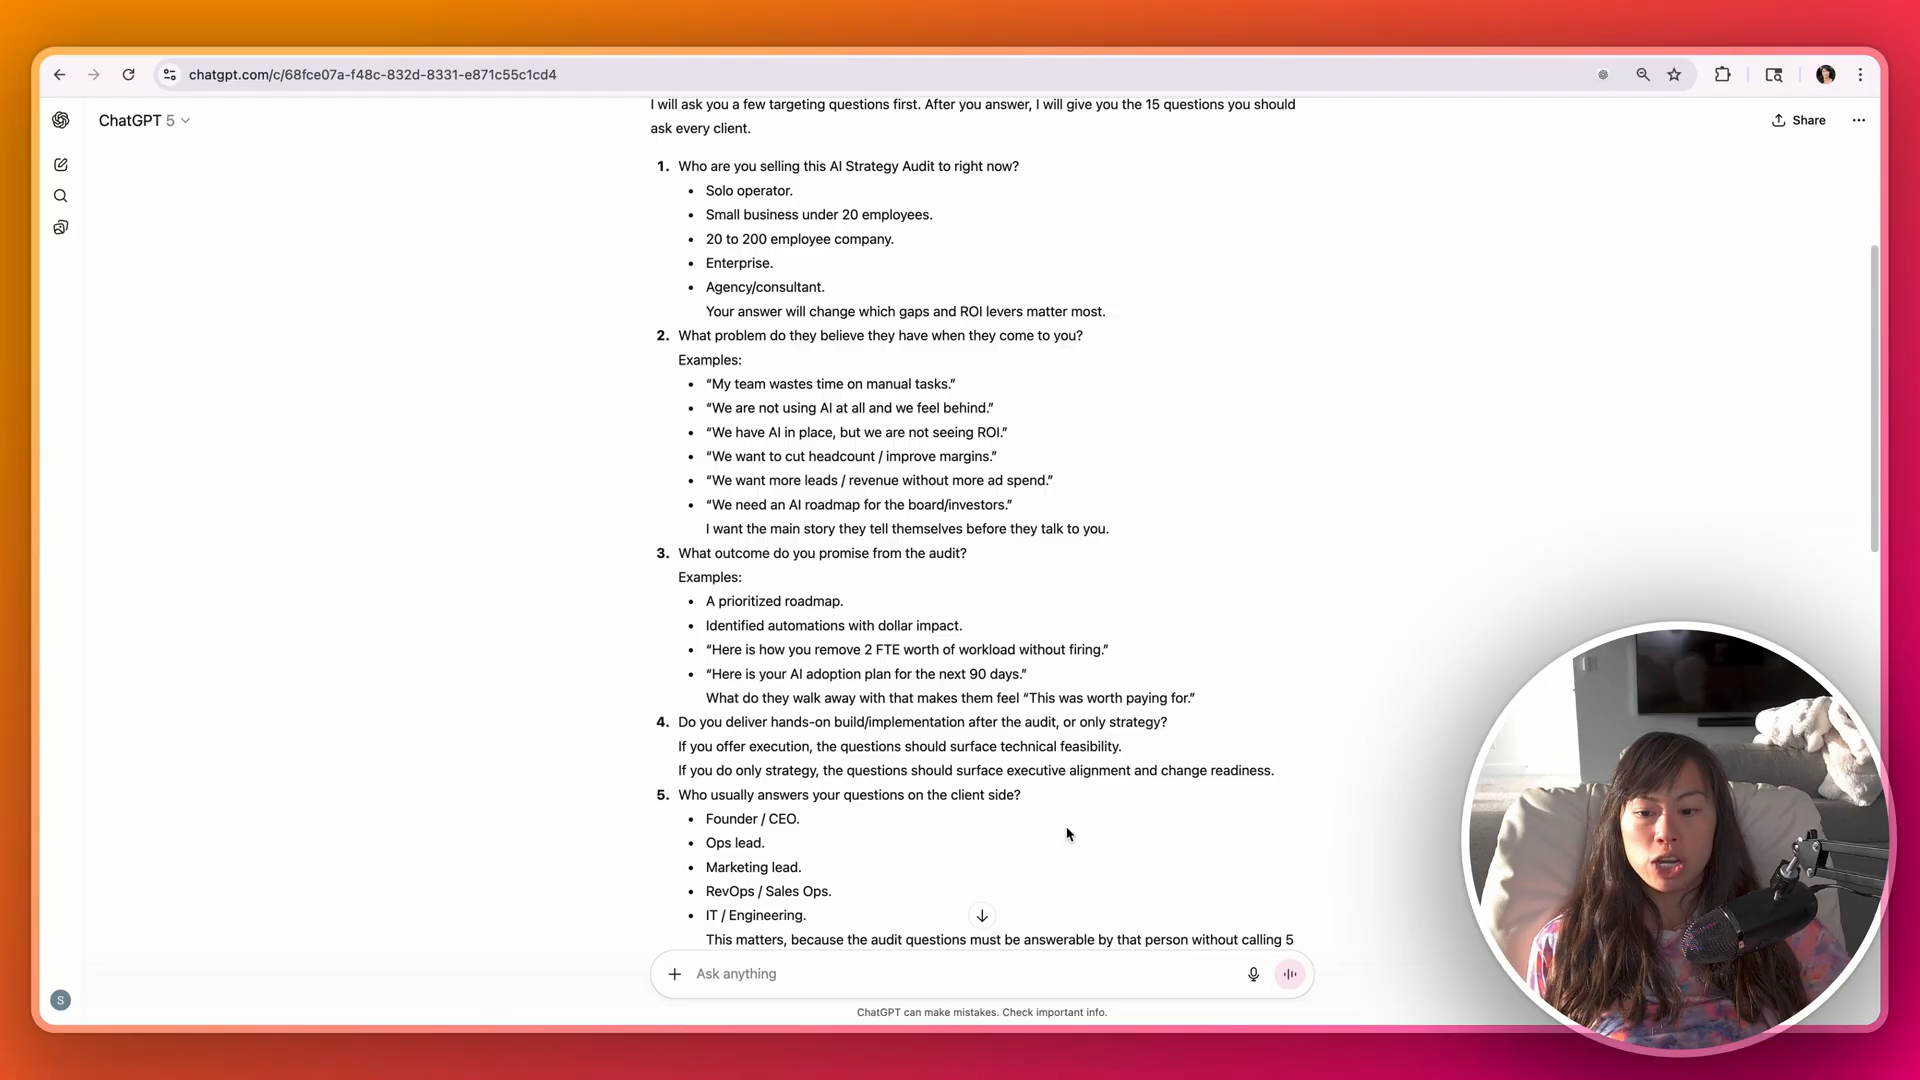 chatgpt.com/c/68fce07a-f48c-832d-8331-e871c55c1cd4
ChatGPT 5
Share
I will ask you a few targeting questions first. After you answer, I will give you the 15 questions you should
ask every client.
1. Who are you selling this AI Strategy Audit to right now?
• Solo operator.
• Small business under 20 employees.
• 20 to 200 employee company.
• Enterprise.
• Agency/consultant.
Your answer will change which gaps and ROI levers matter most.
2. What problem do they believe they have when they come to you?
Examples:
• “My team wastes time on manual tasks.”
• “We are not using AI at all and we feel behind.”
• “We have AI in place, but we are not seeing ROI.”
• “We want to cut headcount / improve margins.”
• “We want more leads / revenue without more ad spend.”
• “We need an AI roadmap for the board/investors.”
I want the main story they tell themselves before they talk to you.
3. What outcome do you promise from the audit?
Examples:
• A prioritized roadmap.
• Identified automations with dollar impact.
• “Here is how you remove 2 FTE worth of workload without firing.”
• “Here is your AI adoption plan for the next 90 days.”
What do they walk away with that makes them feel “This was worth paying for.”
4. Do you deliver hands-on build/implementation after the audit, or only strategy?
If you offer execution, the questions should surface technical feasibility.
If you do only strategy, the questions should surface executive alignment and change readiness.
5. Who usually answers your questions on the client side?
• Founder / CEO.
• Ops lead.
• Marketing lead.
• RevOps / Sales Ops.
• IT / Engineering.
This matters, because the audit questions must be answerable by that person without calling 5
Ask anything
S
ChatGPT can make mistakes. Check important info.